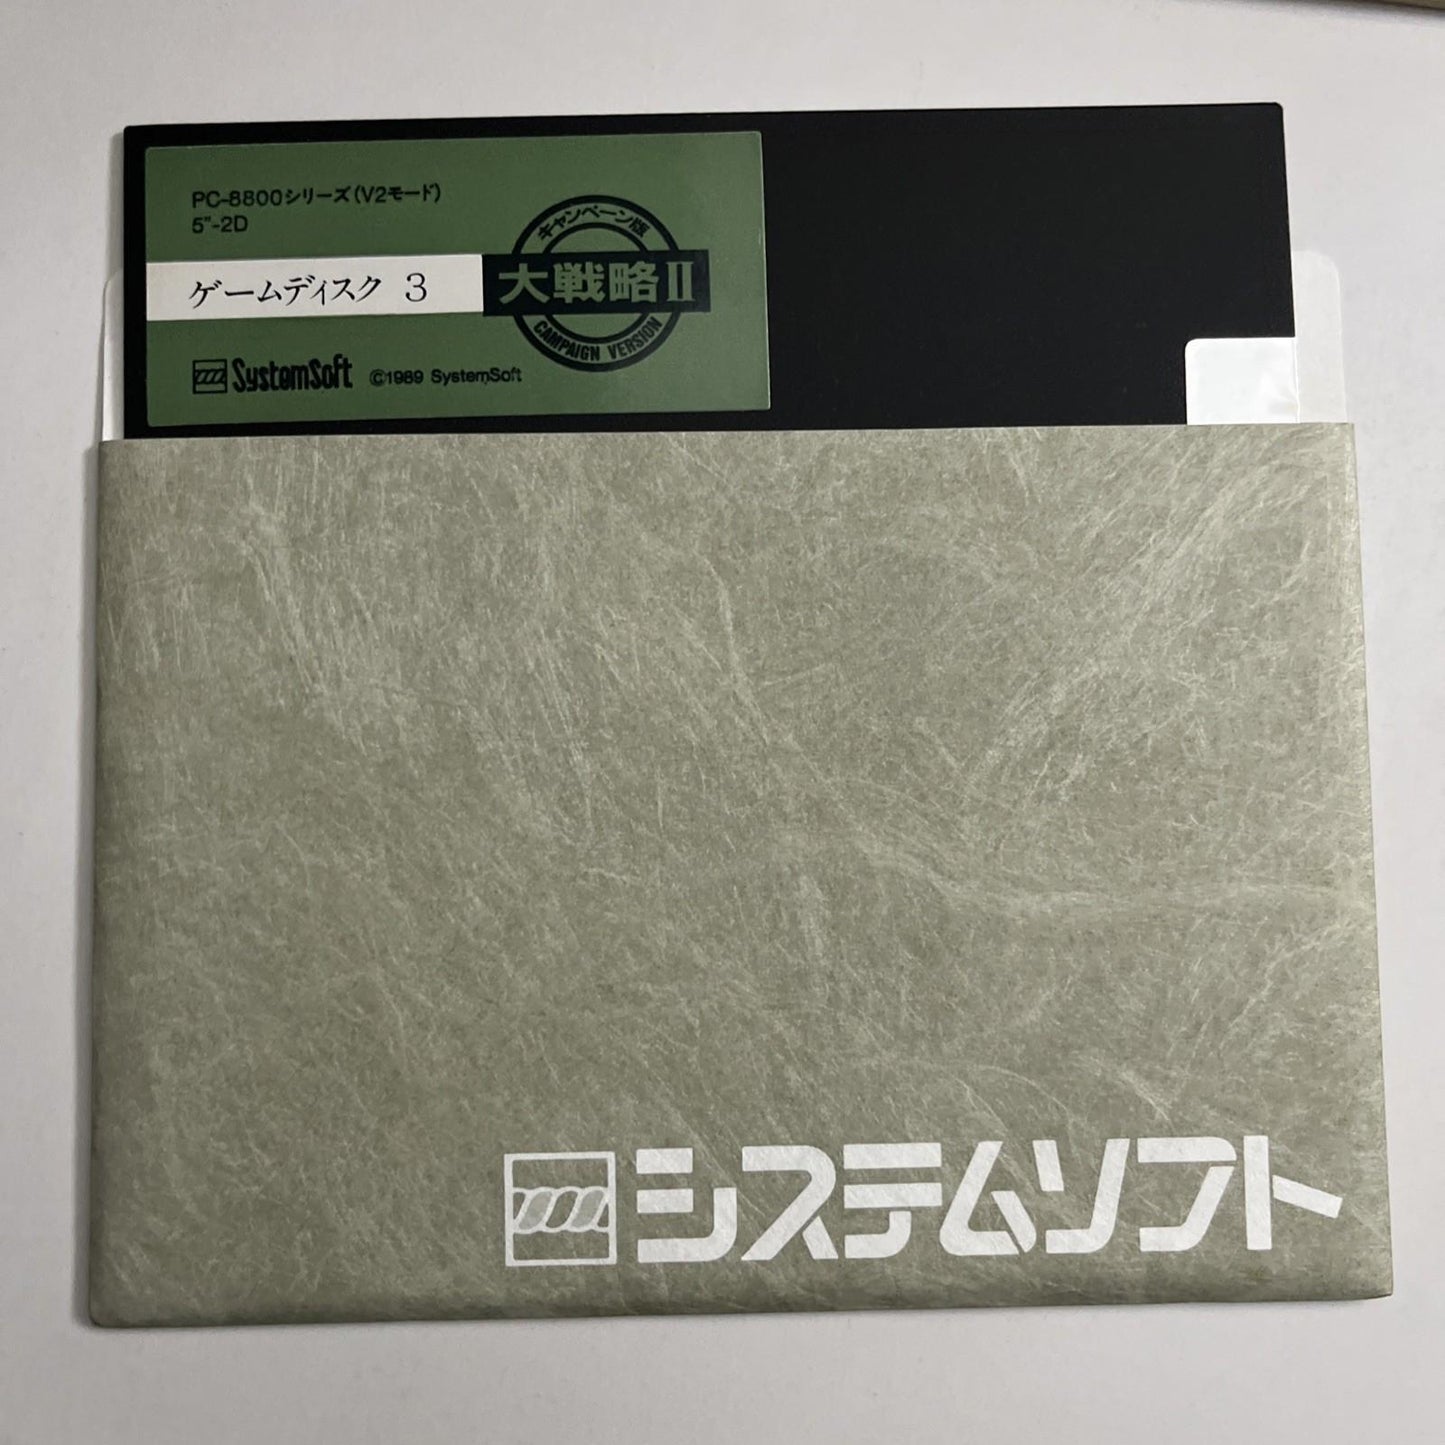 PC-8800シリーズ(V2モード)
5"-2D
キャンペーン版
大戦略II
CAMPAIGN VERSION
ゲームディスク 3
SystemSoft ©1989 SystemSoft
システムソフト